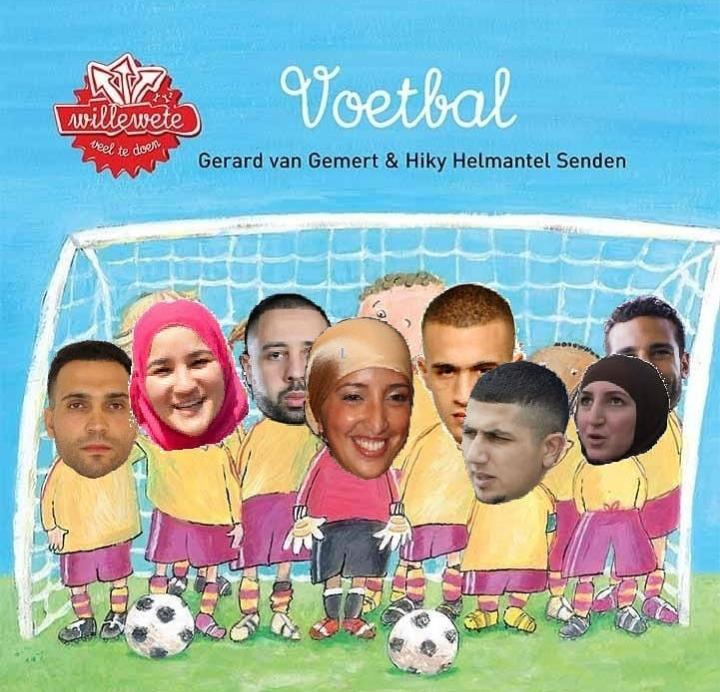 Voetbal
willewete
veel te doen
Gerard van Gemert & Hiky Helmantel Senden